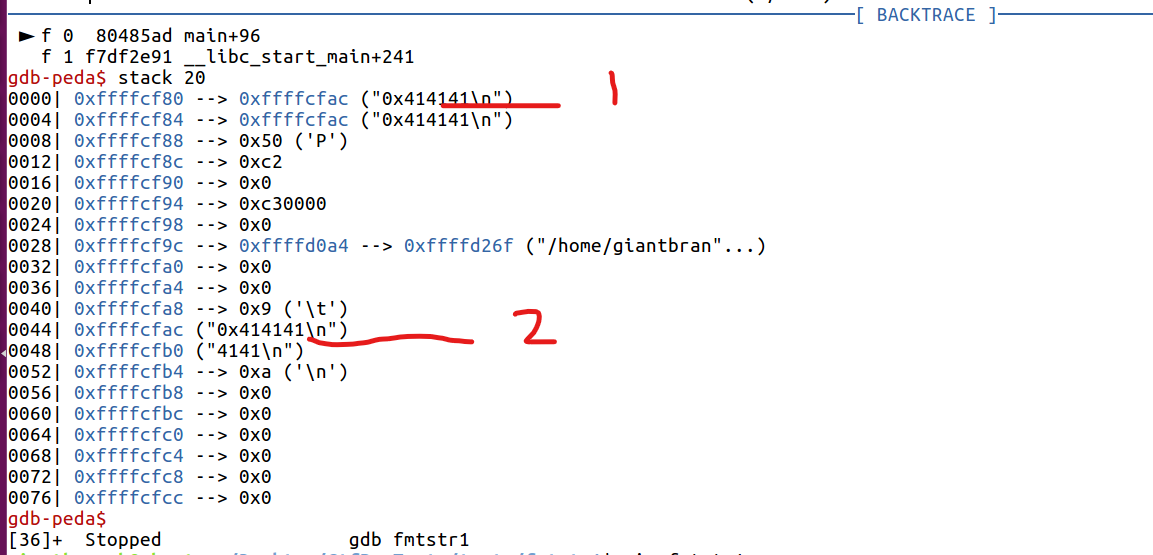 [ BACKTRACE ]
► f 0  80485ad main+96
  f 1 f7df2e91 __libc_start_main+241
gdb-peda$ stack 20
0000| 0xffffcf80 --> 0xffffcfac ("0x414141\n")
1
0004| 0xffffcf84 --> 0xffffcfac ("0x414141\n")
0008| 0xffffcf88 --> 0x50 ('P')
0012| 0xffffcf8c --> 0xc2
0016| 0xffffcf90 --> 0x0
0020| 0xffffcf94 --> 0xc30000
0024| 0xffffcf98 --> 0x0
0028| 0xffffcf9c --> 0xffffd0a4 --> 0xffffd26f ("/home/giantbran"...)
0032| 0xffffcfa0 --> 0x0
0036| 0xffffcfa4 --> 0x0
0040| 0xffffcfa8 --> 0x9 ('\t')
0044| 0xffffcfac ("0x414141\n")
2
0048| 0xffffcfb0 ("4141\n")
0052| 0xffffcfb4 --> 0xa ('\n')
0056| 0xffffcfb8 --> 0x0
0060| 0xffffcfbc --> 0x0
0064| 0xffffcfc0 --> 0x0
0068| 0xffffcfc4 --> 0x0
0072| 0xffffcfc8 --> 0x0
0076| 0xffffcfcc --> 0x0
gdb-peda$
[36]+  Stopped                 gdb fmtstr1